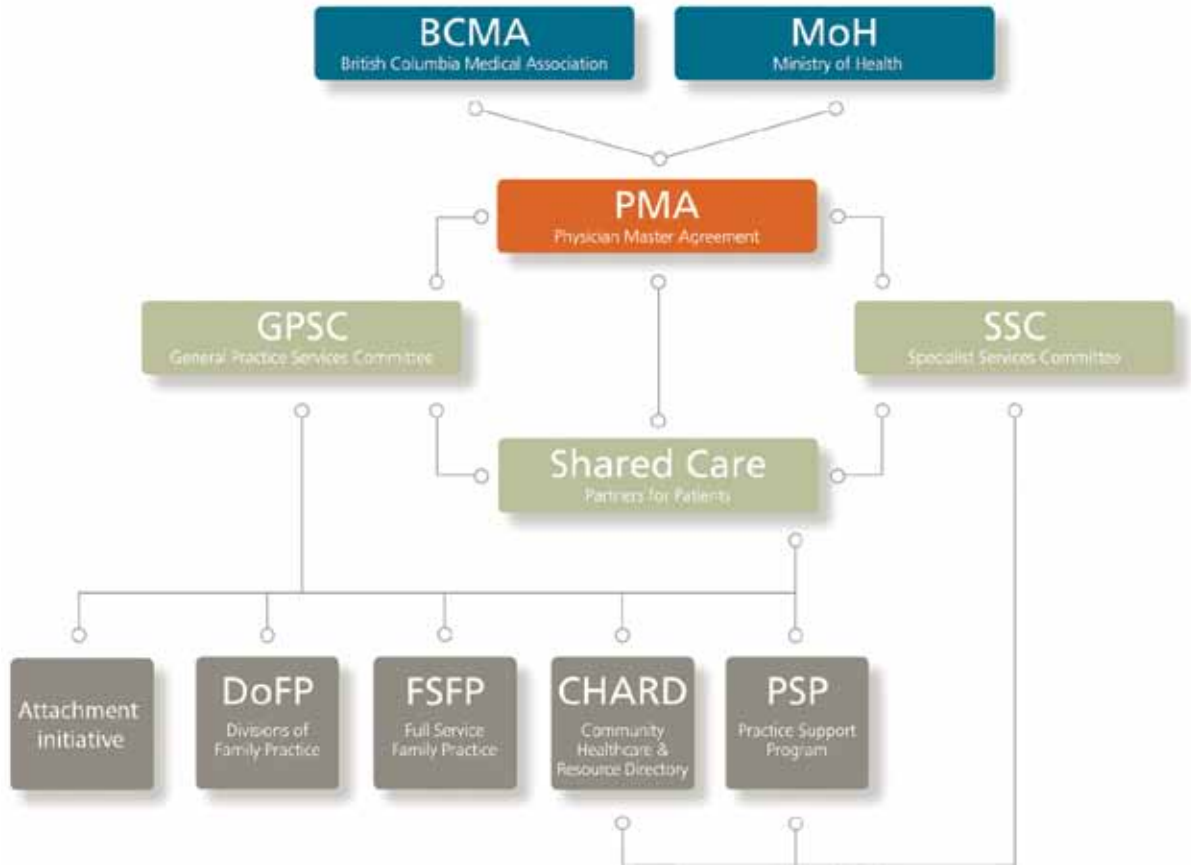 BCMA
British Columbia Medical Association
MoH
Ministry of Health
PMA
Physician Master Agreement
GPSC
General Practice Services Committee
SSC
Specialist Services Committee
Shared Care
Partners for Patients
Attachment
initiative
DoFP
Divisions of
Family Practice
FSFP
Full Service
Family Practice
CHARD
Community
Healthcare &
Resource Directory
PSP
Practice Support
Program